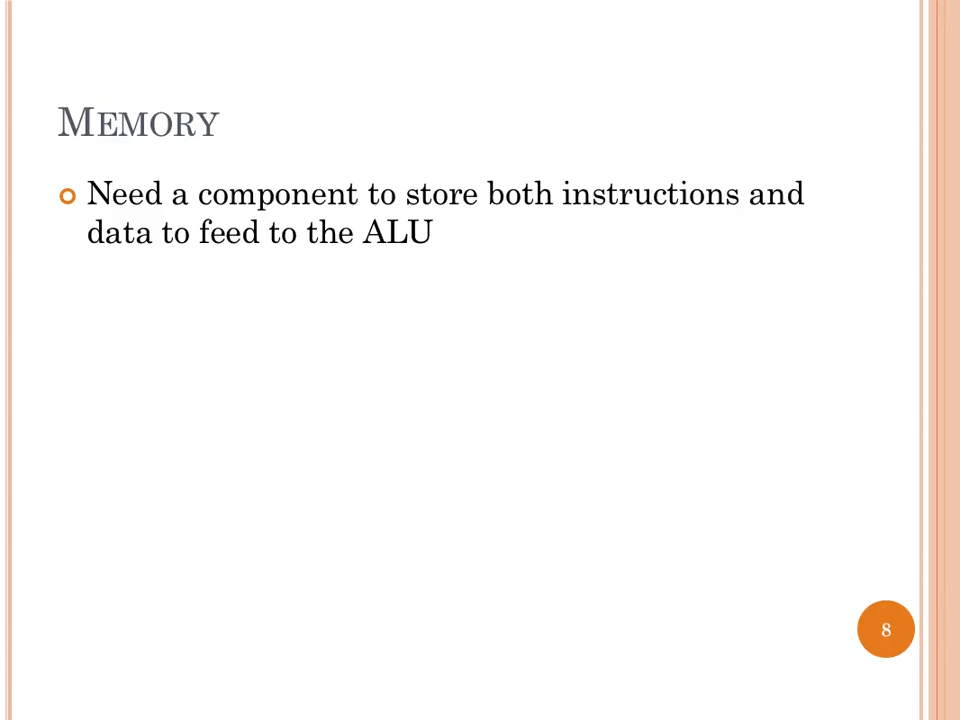 Memory
Need a component to store both instructions and
data to feed to the ALU
8